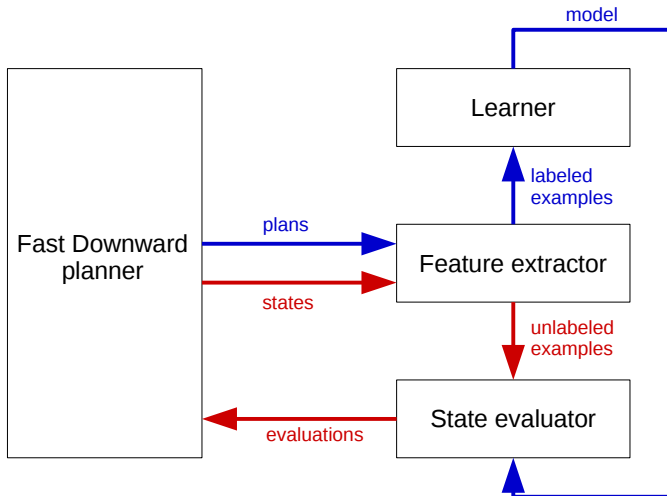 model
Learner
labeled
examples
plans
Fast Downward
planner
Feature extractor
states
unlabeled
examples
State evaluator
evaluations